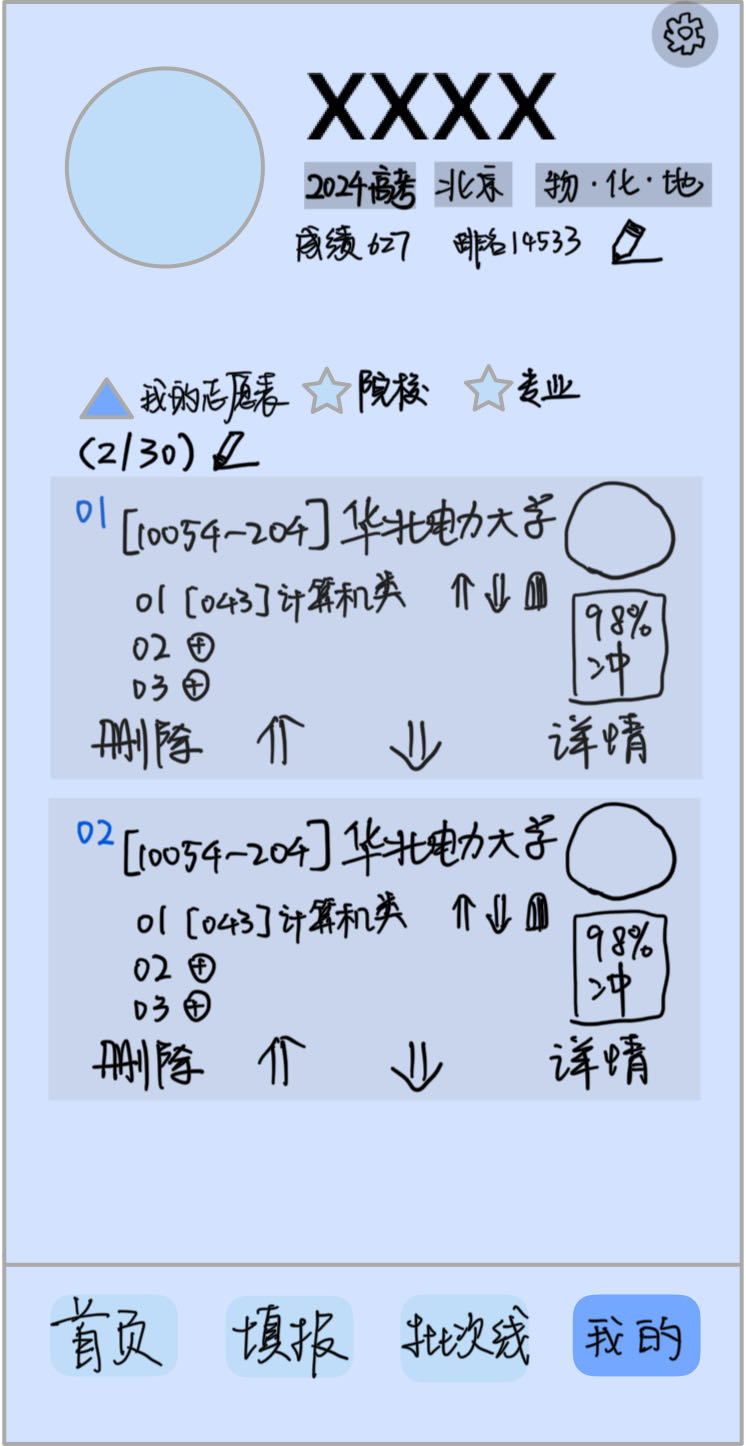 XXXX
2024高考 北京 物·化·地
成绩627 排名14533
我的志愿表 院校 专业
(2/30)
01 [10054-204] 华北电力大学
01 [043] 计算机类 ↑ ↓
98%
冲
02 ⊕
03 ⊕
删除 ↑ ↓ 详情
02 [10054-204] 华北电力大学
01 [043] 计算机类 ↑ ↓
98%
冲
02 ⊕
03 ⊕
删除 ↑ ↓ 详情
首页 填报 批次线 我的